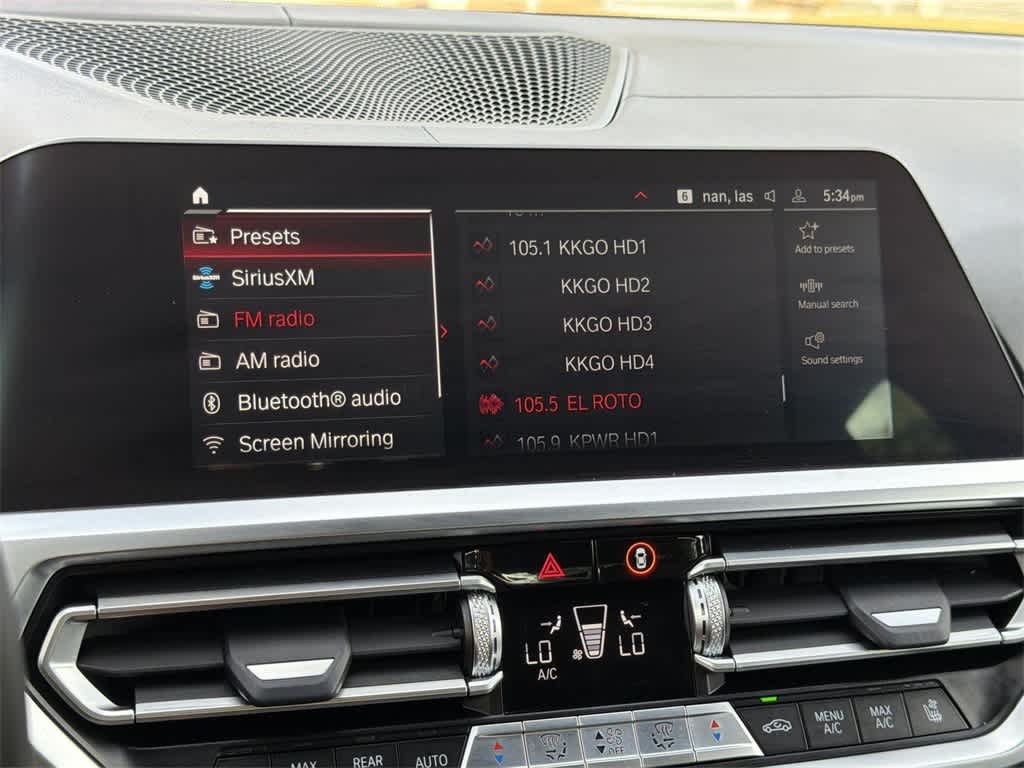 6 nan, las 5:34pm
Presets
SiriusXM
FM radio
AM radio
Bluetooth® audio
Screen Mirroring
105.1 KKGO HD1
KKGO HD2
KKGO HD3
KKGO HD4
105.5 EL ROTO
105.9 KPWR HD1
Add to presets
Manual search
Sound settings
LO LO
A/C
MAX
REAR
AUTO
OFF
MENU
A/C
MAX
A/C